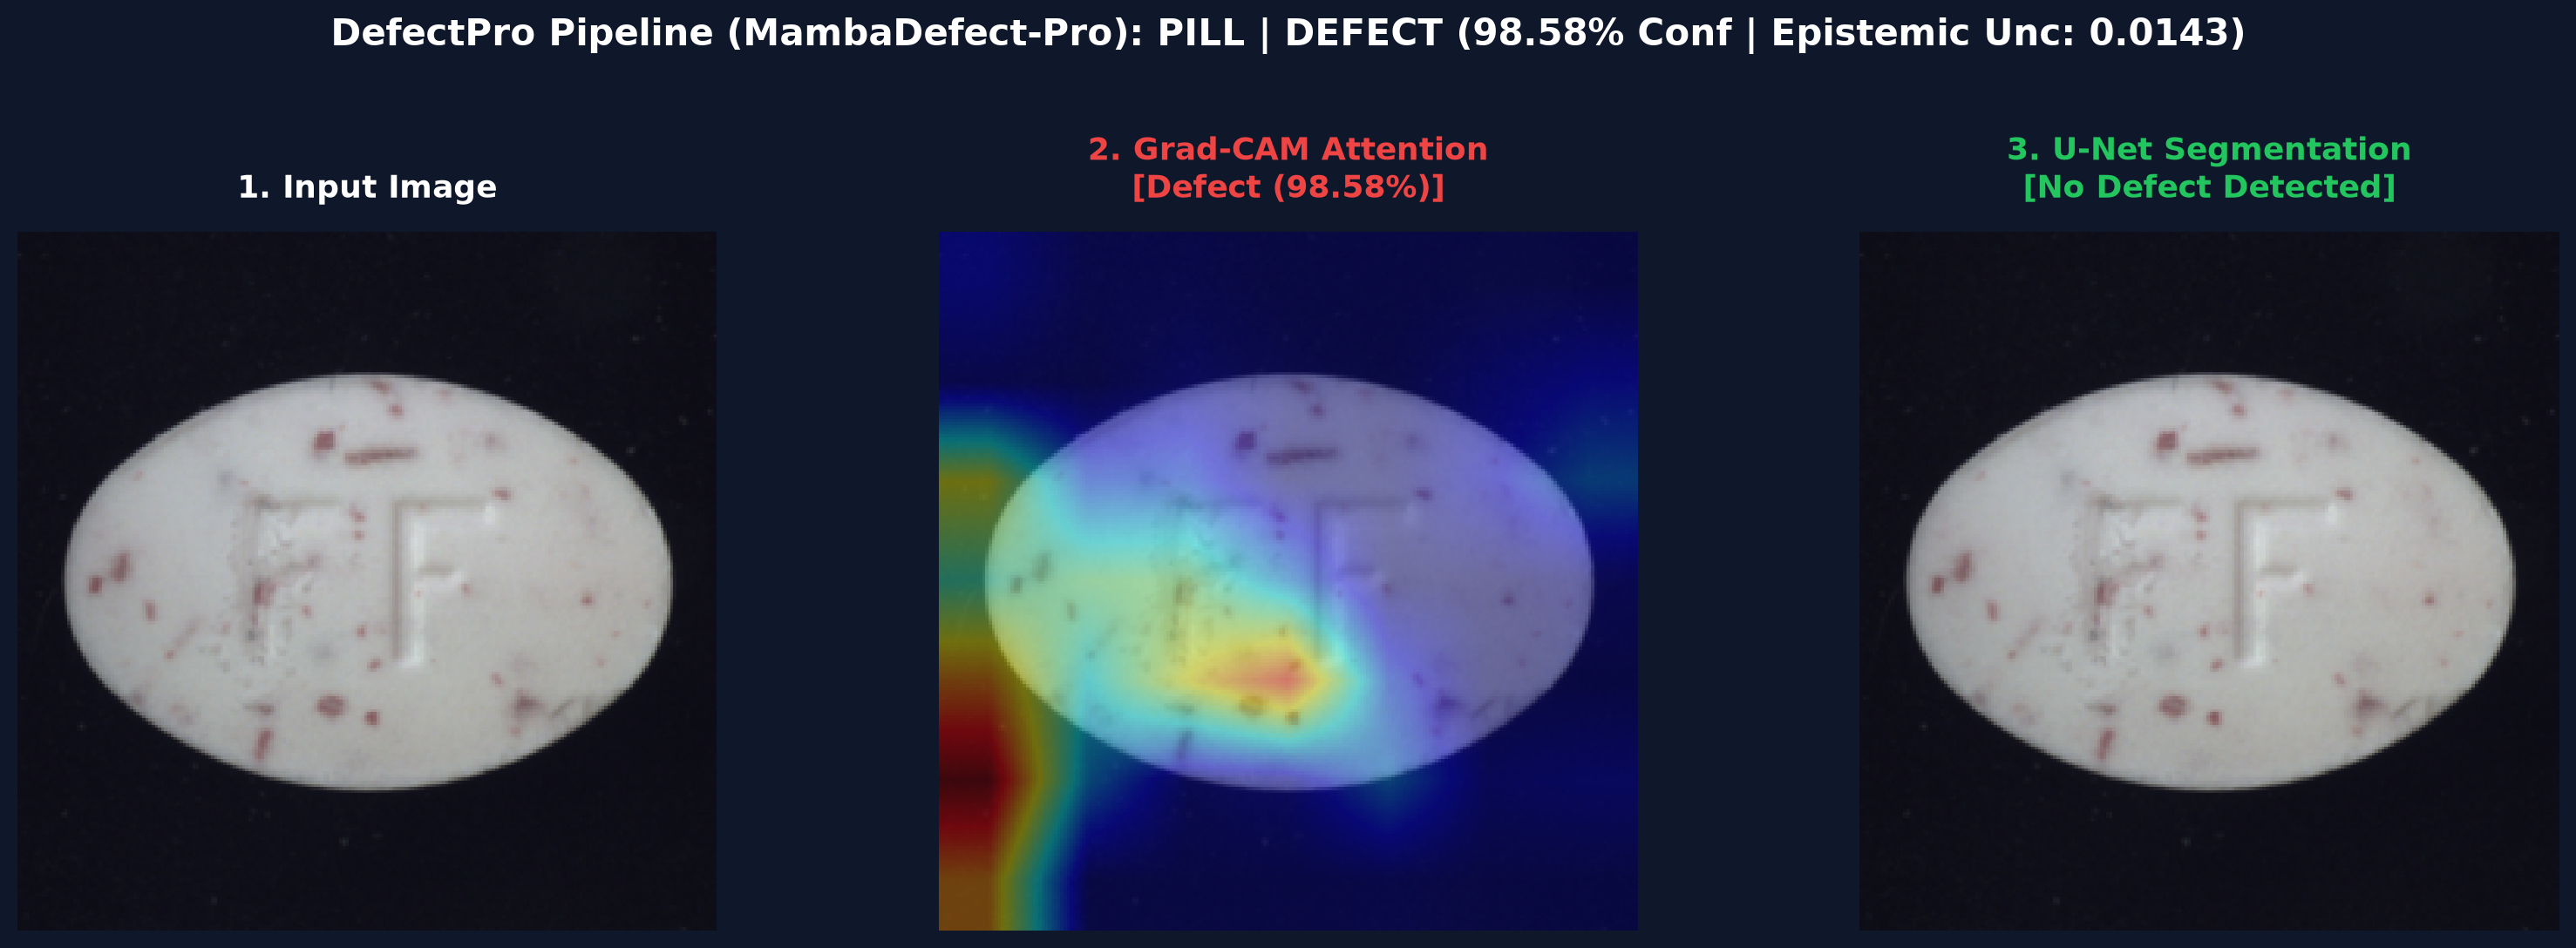 DefectPro Pipeline (MambaDefect-Pro): PILL | DEFECT (98.58% Conf | Epistemic Unc: 0.0143)
1. Input Image
2. Grad-CAM Attention
[Defect (98.58%)]
3. U-Net Segmentation
[No Defect Detected]
FF
FF
FF